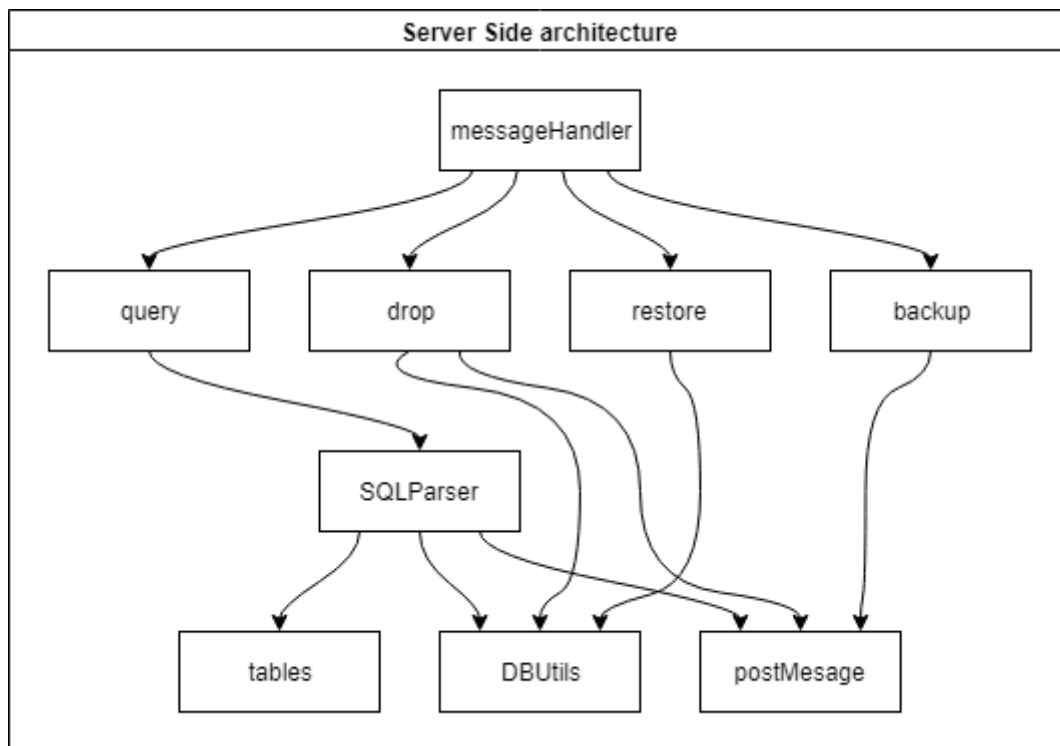 Server Side architecture
messageHandler
query
drop
restore
backup
SQLParser
tables
DBUtils
postMesage